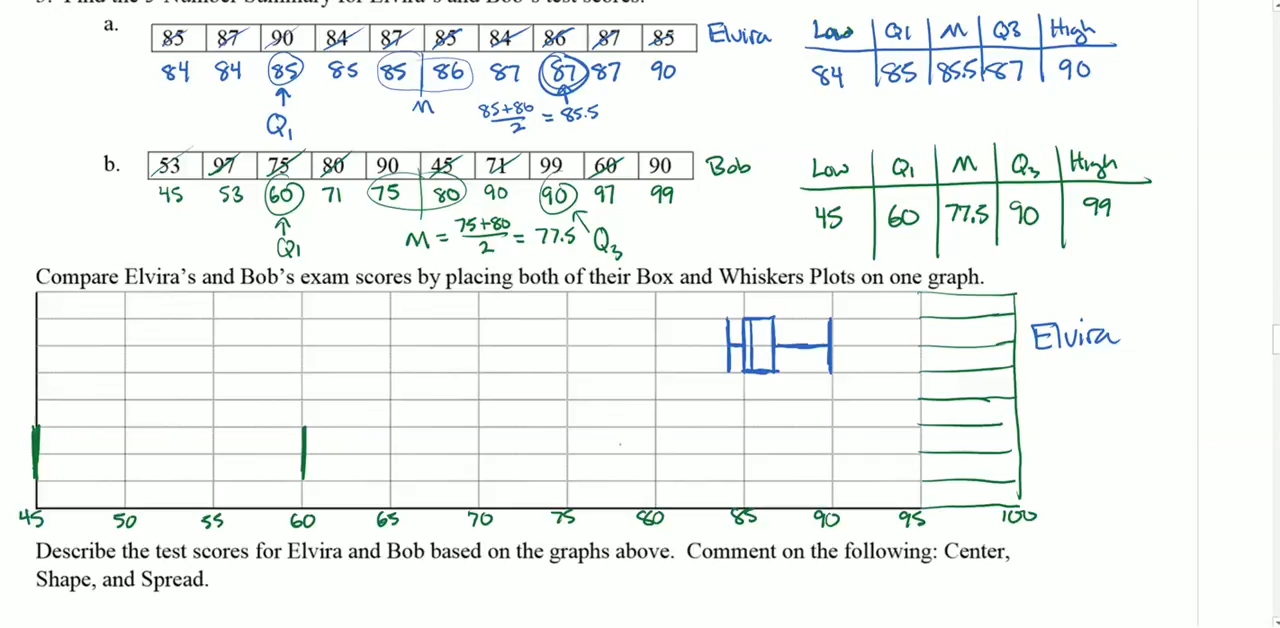 a. 85 87 90 84 87 85 84 86 87 85 Elvira
84 84 85 85 85 86 87 87 87 90
Q1
M
85+86/2 = 85.5
Low Q1 M Q3 High
84 85 85.5 87 90
b. 53 97 75 80 90 45 71 99 60 90 Bob
45 53 60 71 75 80 90 90 97 99
Q1
M = 75+80/2 = 77.5
Q3
Low Q1 M Q3 High
45 60 77.5 90 99
Compare Elvira’s and Bob’s exam scores by placing both of their Box and Whiskers Plots on one graph.
Elvira
45 50 55 60 65 70 75 80 85 90 95 100
Describe the test scores for Elvira and Bob based on the graphs above. Comment on the following: Center,
Shape, and Spread.